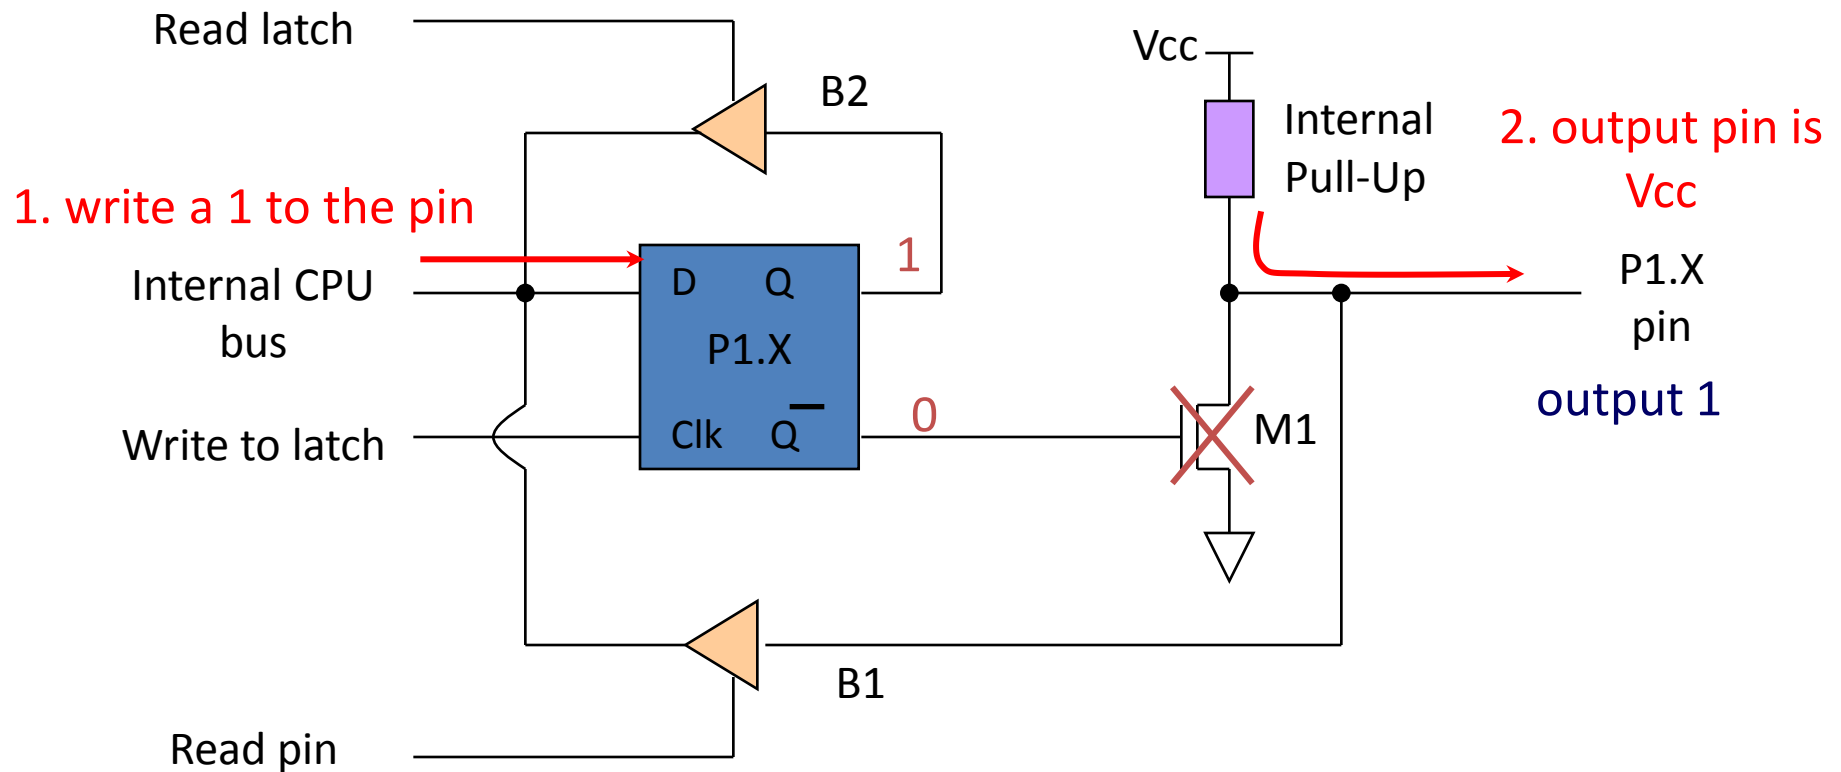 Read latch
Vcc
B2
Internal
Pull-Up
2. output pin is
Vcc
1. write a 1 to the pin
Internal CPU
bus
D Q
P1.X
Clk Q
1
0
P1.X
pin
output 1
Write to latch
M1
B1
Read pin